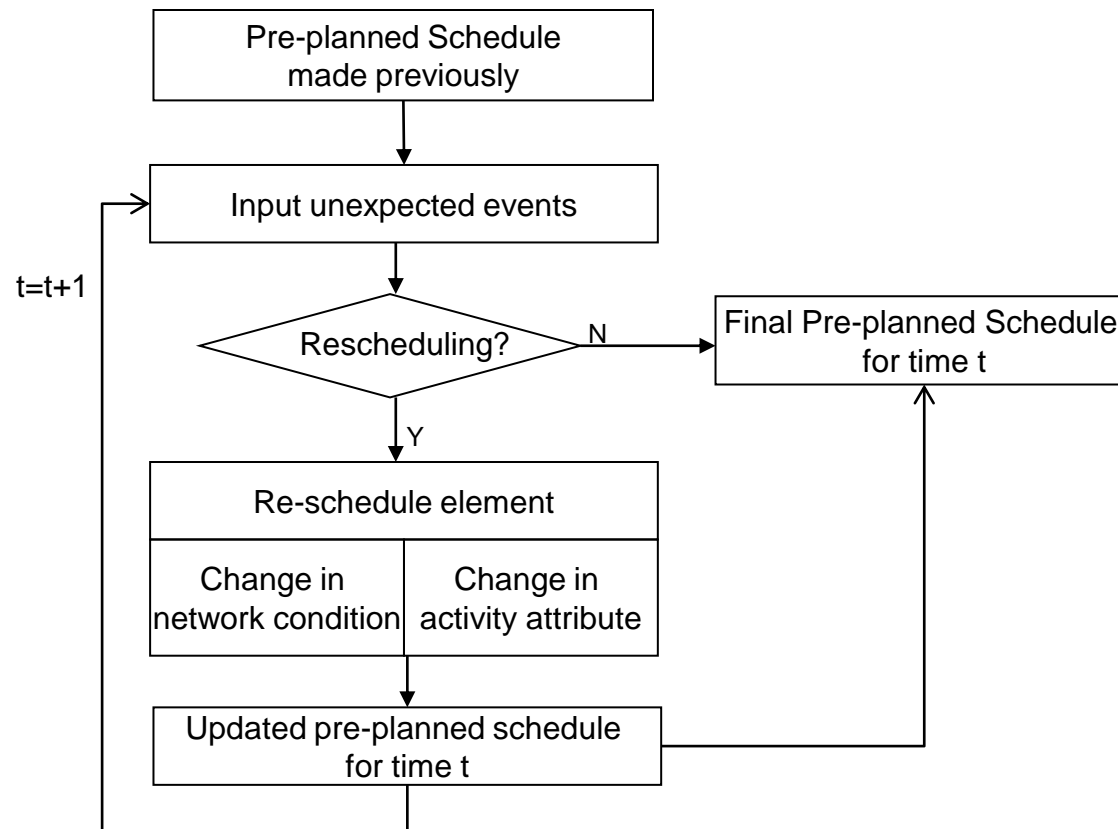 Pre-planned Schedule
made previously
Input unexpected events
t=t+1
Rescheduling?
N
Final Pre-planned Schedule
for time t
Y
Re-schedule element
Change in
network condition
Change in
activity attribute
Updated pre-planned schedule
for time t